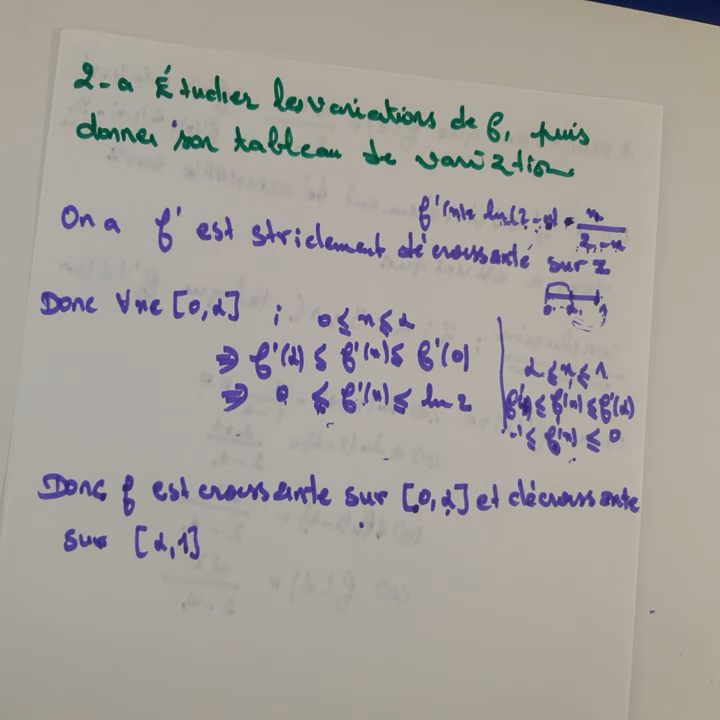 2-a Étudier les variations de f, puis
donner son tableau de variation
f'(x)= ln(2-x) - x/(2-x)
On a f' est strictement décroissante sur I
0 α 1
Donc ∀x∈[0,α] ; 0≤x≤α
⇒ f'(α) ≤ f'(x) ≤ f'(0)
⇒ 0 ≤ f'(x) ≤ ln 2
α≤x≤1
f'(1)≤f'(x)≤f'(α)
-1≤f'(x)≤0
Donc f est croissante sur [0,α] et décroissante
sur [α,1]